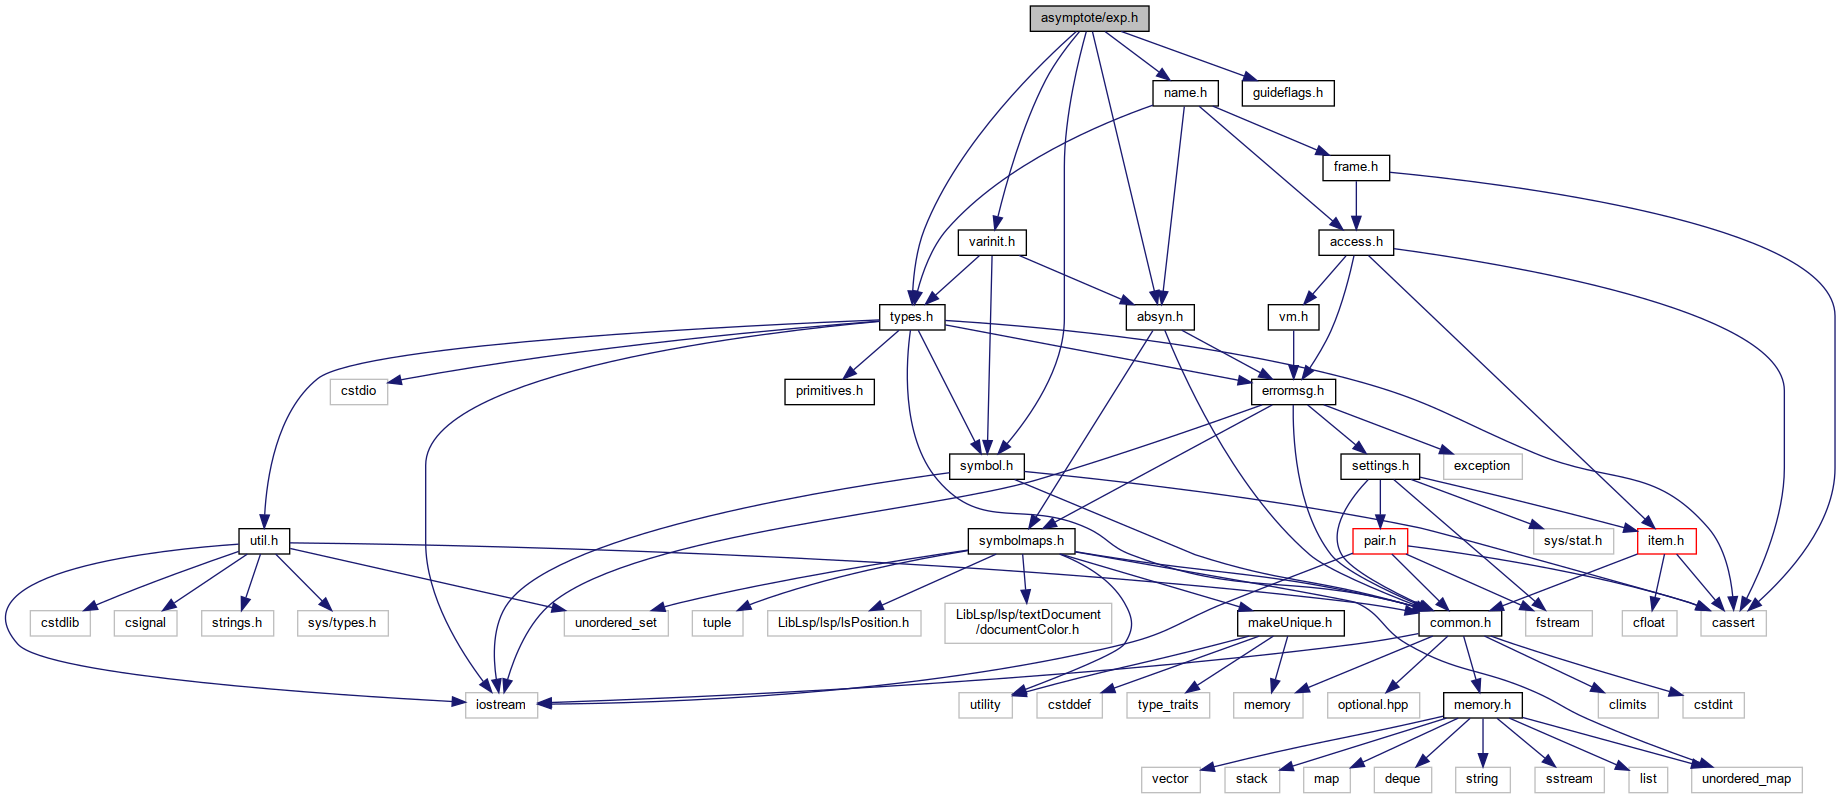 asymptote/exp.h
name.h
guideflags.h
frame.h
varinit.h
access.h
types.h
absyn.h
vm.h
cstdio
primitives.h
errormsg.h
symbol.h
settings.h
exception
util.h
symbolmaps.h
pair.h
sys/stat.h
item.h
cstdlib
csignal
strings.h
sys/types.h
unordered_set
tuple
LibLsp/lsp/lsPosition.h
LibLsp/lsp/textDocument
/documentColor.h
makeUnique.h
common.h
fstream
cfloat
cassert
iostream
utility
cstddef
type_traits
memory
optional.hpp
memory.h
climits
cstdint
vector
stack
map
deque
string
sstream
list
unordered_map